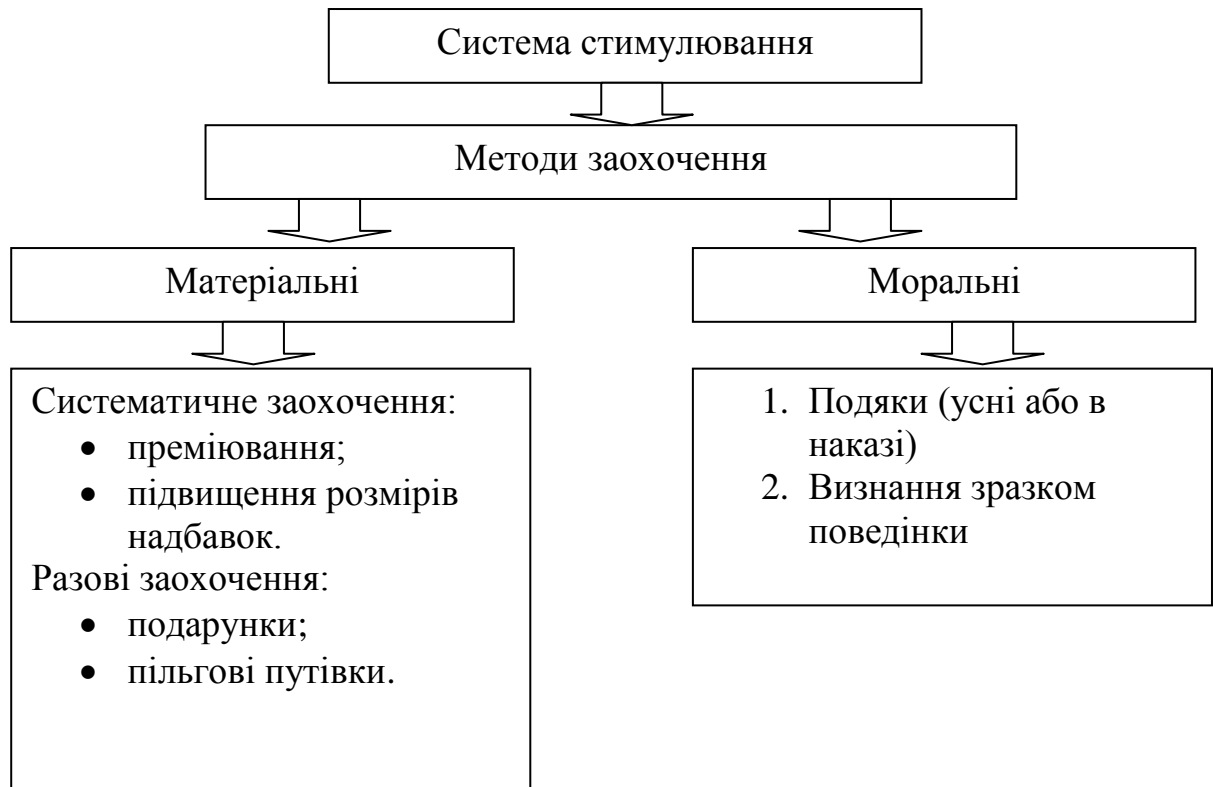 Система стимулювання
Методи заохочення
Матеріальні
Моральні
Систематичне заохочення:
• преміювання;
• підвищення розмірів
надбавок.
Разові заохочення:
• подарунки;
• пільгові путівки.
1. Подяки (усні або в
наказі)
2. Визнання зразком
поведінки